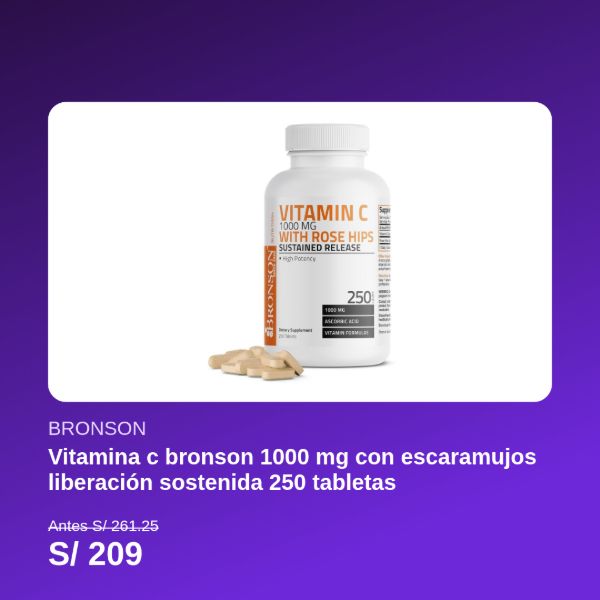 VITAMIN C
1000 MG
WITH ROSE HIPS
SUSTAINED RELEASE
• High Potency
250
1000 MG
ASCORBIC ACID
VITAMIN FORMULAS
BRONSON
Dietary Supplement
BRONSON
Vitamina c bronson 1000 mg con escaramujos
liberación sostenida 250 tabletas
Antes S/ 261.25
S/ 209